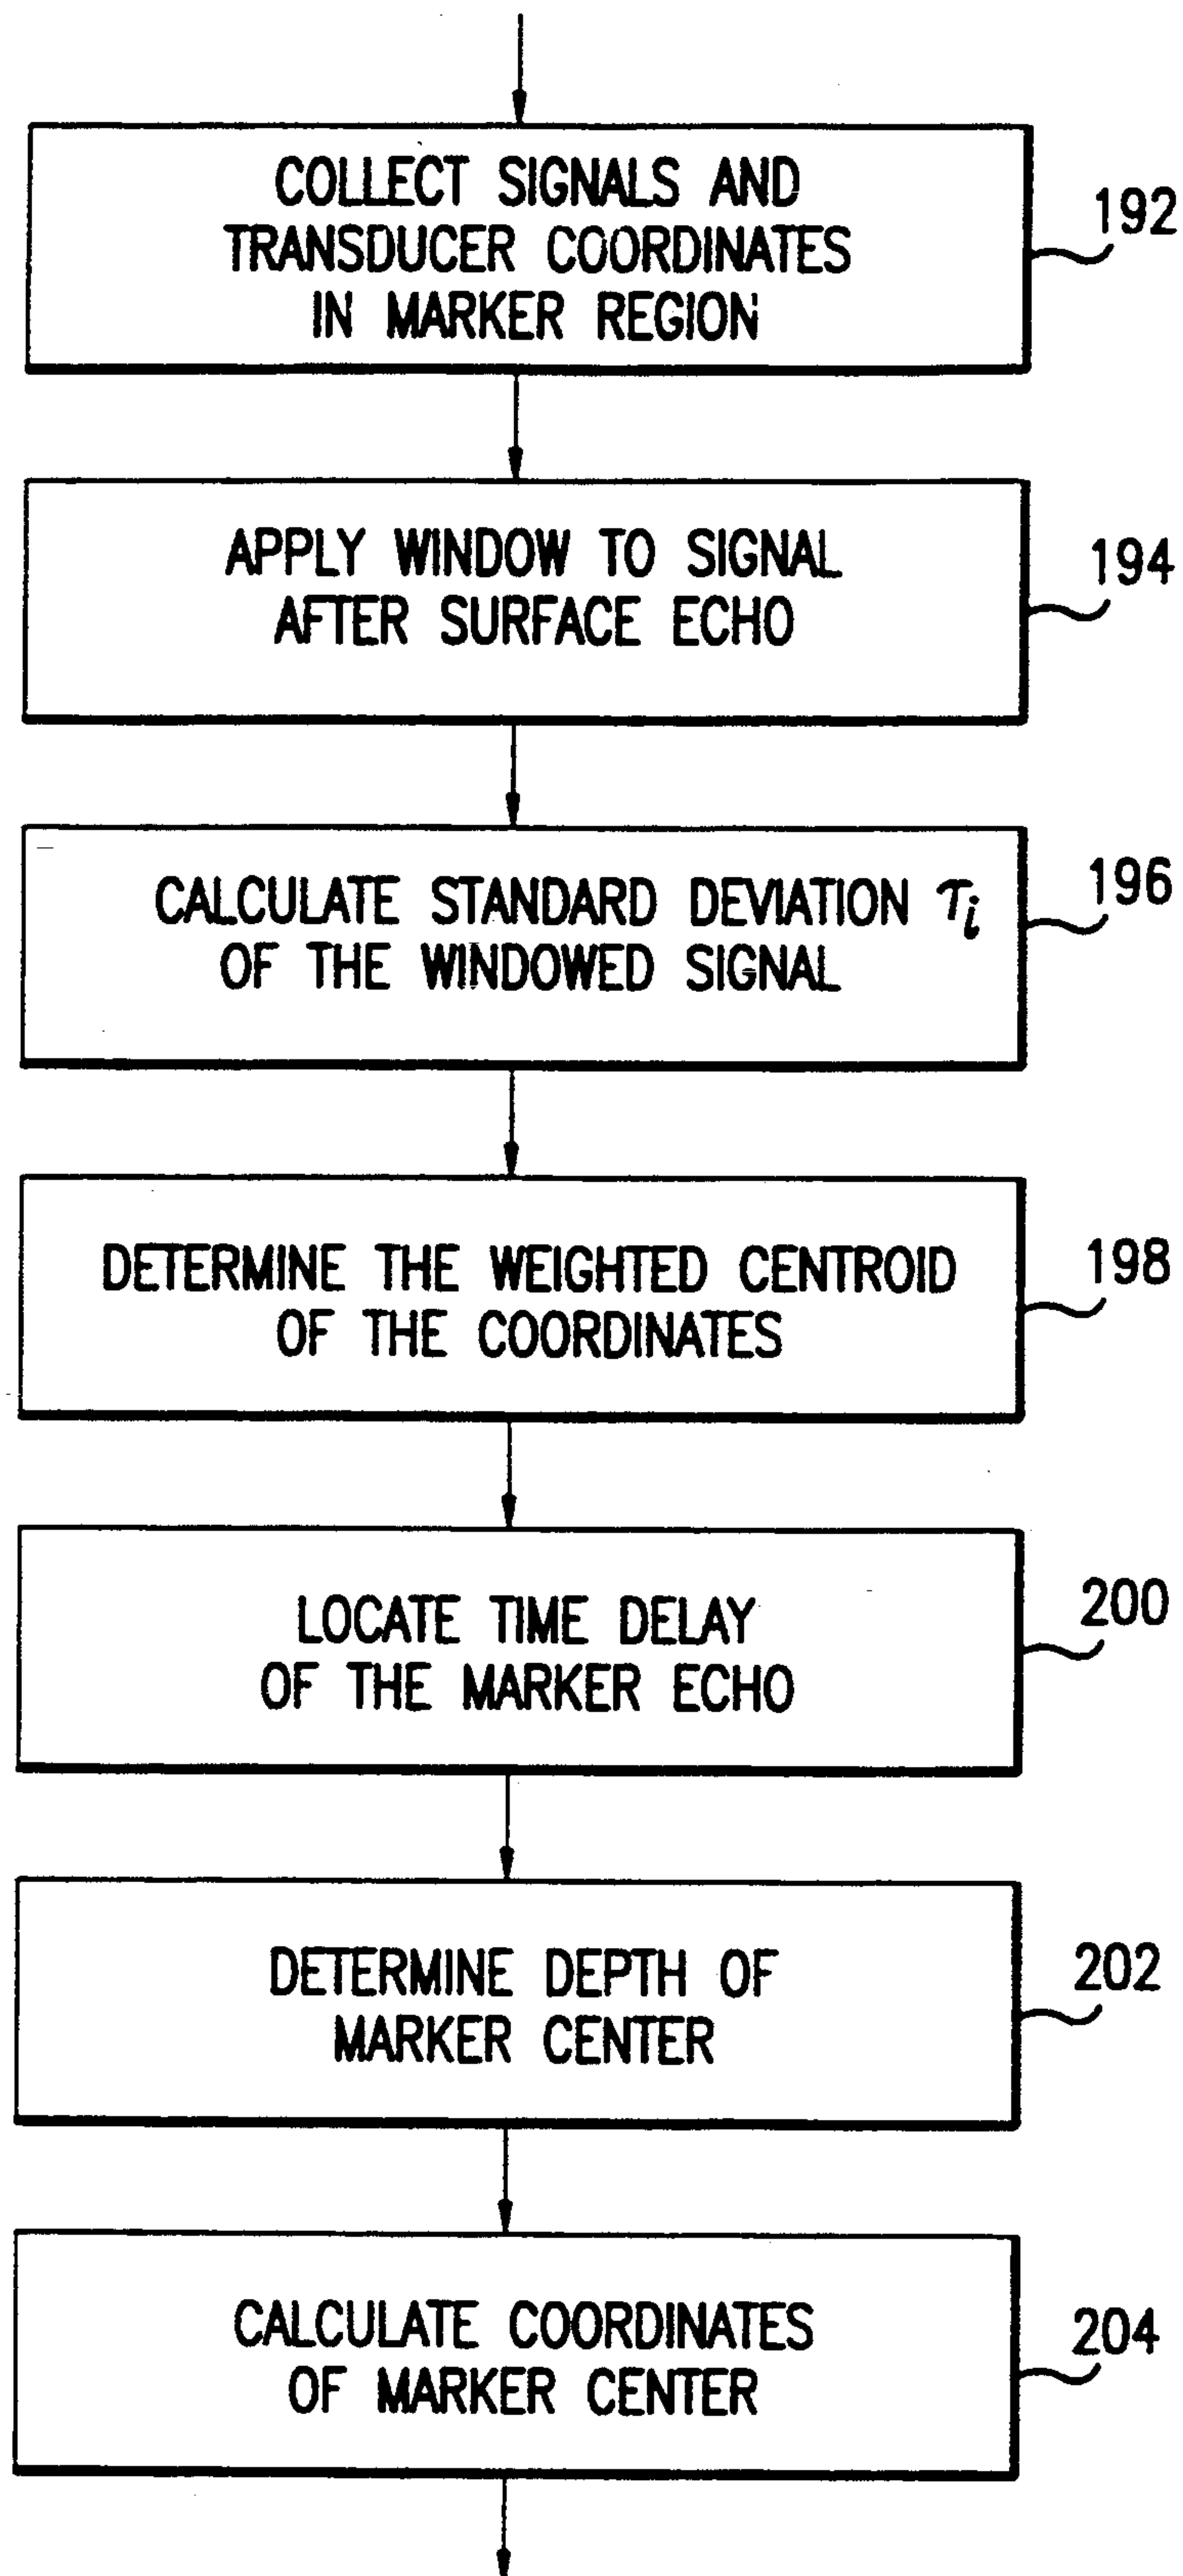 COLLECT SIGNALS AND
TRANSDUCER COORDINATES
IN MARKER REGION
192
APPLY WINDOW TO SIGNAL
AFTER SURFACE ECHO
194
CALCULATE STANDARD DEVIATION τi
OF THE WINDOWED SIGNAL
196
DETERMINE THE WEIGHTED CENTROID
OF THE COORDINATES
198
LOCATE TIME DELAY
OF THE MARKER ECHO
200
DETERMINE DEPTH OF
MARKER CENTER
202
CALCULATE COORDINATES
OF MARKER CENTER
204